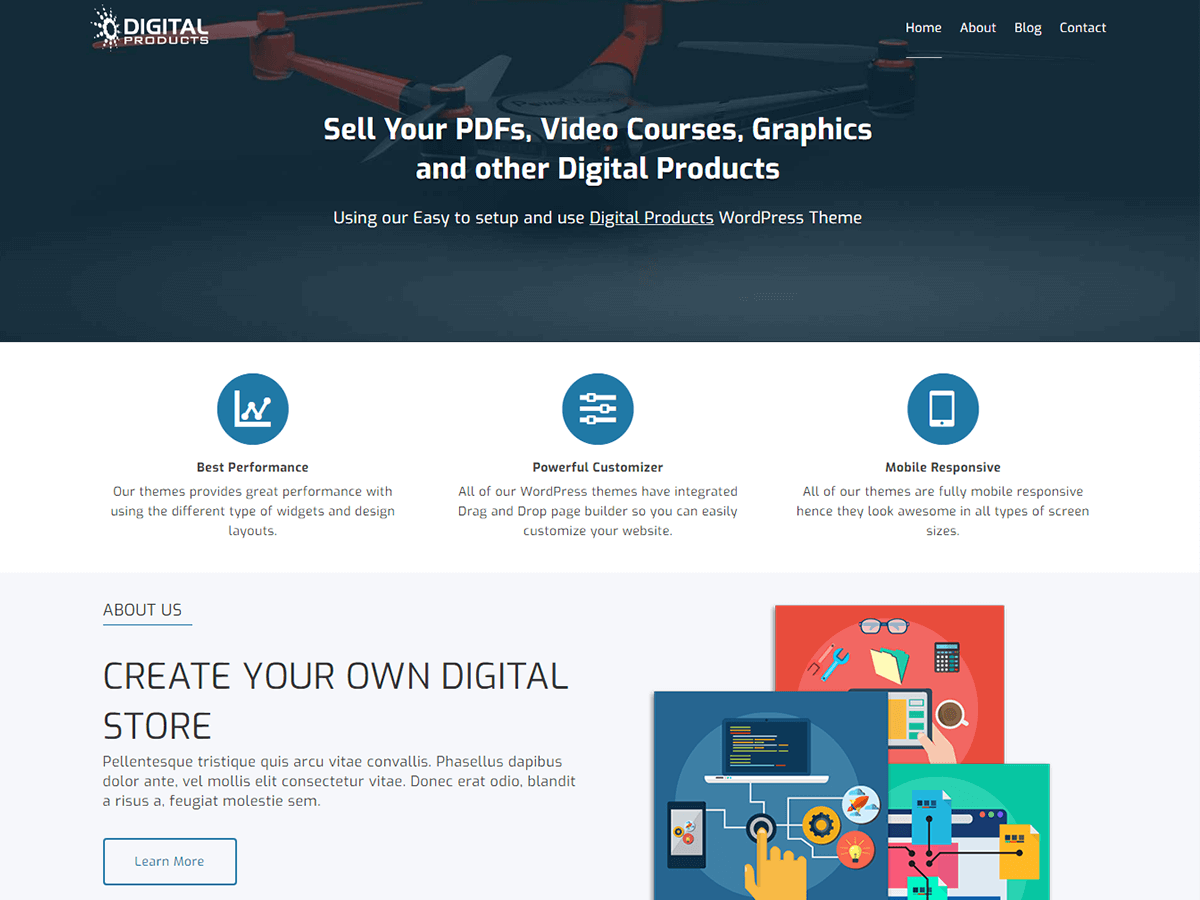 DIGITAL
PRODUCTS
Home About Blog Contact
PowerVision
Sell Your PDFs, Video Courses, Graphics
and other Digital Products
Using our Easy to setup and use Digital Products WordPress Theme
Best Performance
Our themes provides great performance with
using the different type of widgets and design
layouts.
Powerful Customizer
All of our WordPress themes have integrated
Drag and Drop page builder so you can easily
customize your website.
Mobile Responsive
All of our themes are fully mobile responsive
hence they look awesome in all types of screen
sizes.
ABOUT US
CREATE YOUR OWN DIGITAL
STORE
Pellentesque tristique quis arcu vitae convallis. Phasellus dapibus
dolor ante, vel mollis elit consectetur vitae. Donec erat odio, blandit
a risus a, feugiat molestie sem.
Learn More